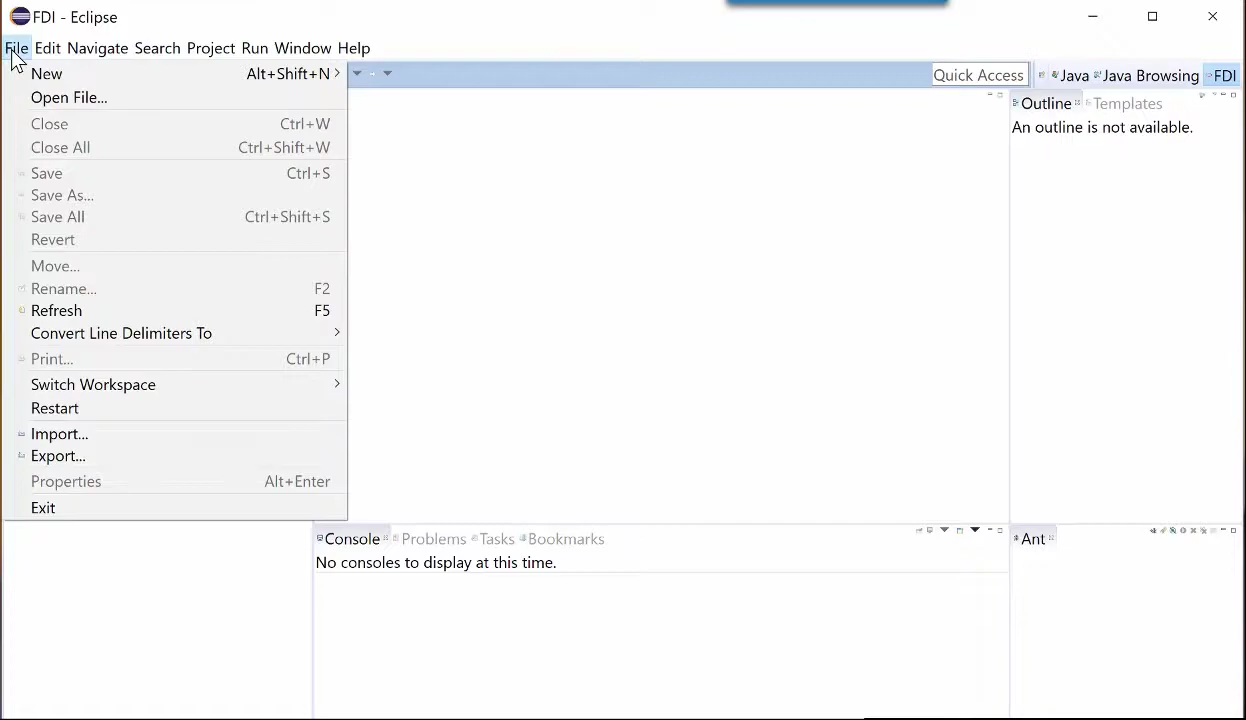 FDI - Eclipse
File Edit Navigate Search Project Run Window Help
New Alt+Shift+N
Open File...
Close Ctrl+W
Close All Ctrl+Shift+W
Save Ctrl+S
Save As...
Save All Ctrl+Shift+S
Revert
Move...
Rename... F2
Refresh F5
Convert Line Delimiters To
Print... Ctrl+P
Switch Workspace
Restart
Import...
Export...
Properties Alt+Enter
Exit
Quick Access Java Java Browsing FDI
Outline Templates
An outline is not available.
Console Problems Tasks Bookmarks
No consoles to display at this time.
Ant